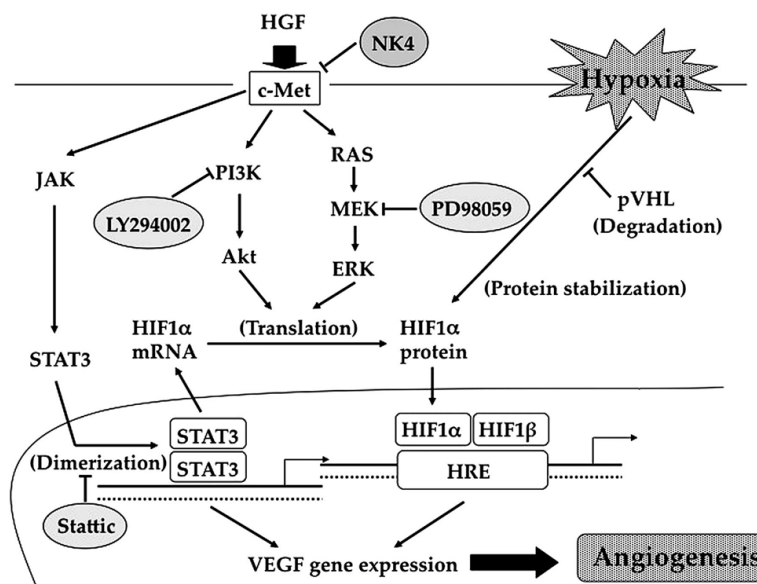 HGF
NK4
Hypoxia
c-Met
RAS
JAK
PI3K
MEK
PD98059
pVHL
(Degradation)
LY294002
Akt
ERK
(Protein stabilization)
HIF1α
mRNA
(Translation)
HIF1α
protein
STAT3
STAT3
HIF1α
HIF1β
(Dimerization)
STAT3
HRE
Stattic
VEGF gene expression
Angiogenesis